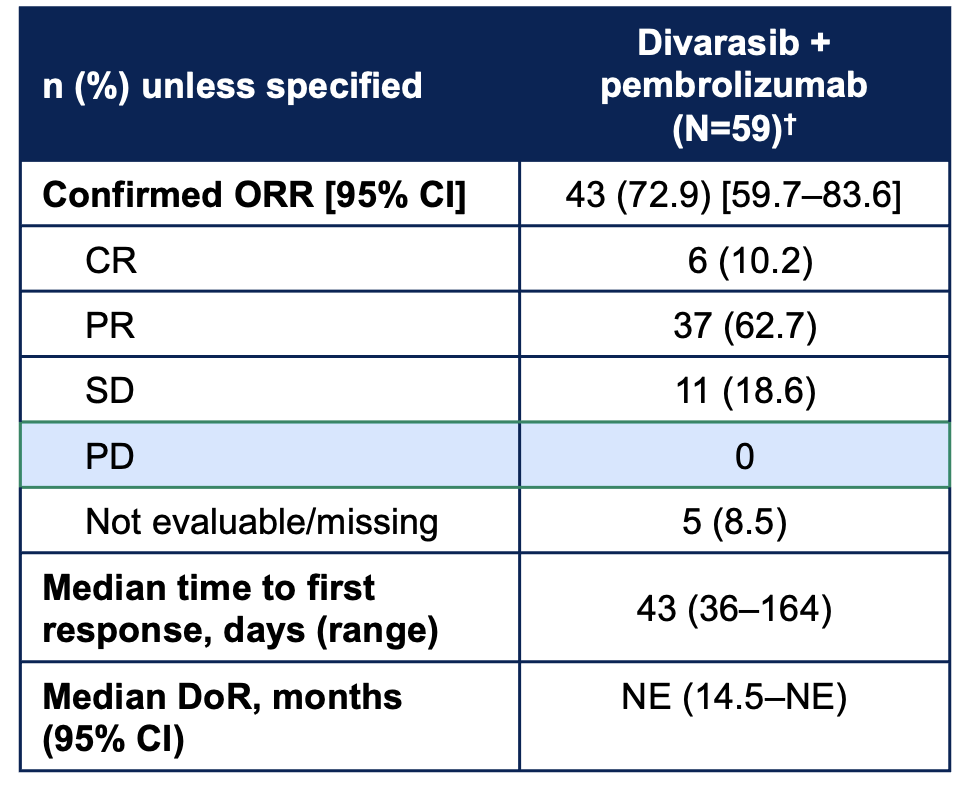 n (%) unless specified
Divarasib +
pembrolizumab
(N=59)†
Confirmed ORR [95% CI]
43 (72.9) [59.7–83.6]
CR
6 (10.2)
PR
37 (62.7)
SD
11 (18.6)
PD
0
Not evaluable/missing
5 (8.5)
Median time to first
response, days (range)
43 (36–164)
Median DoR, months
(95% CI)
NE (14.5–NE)